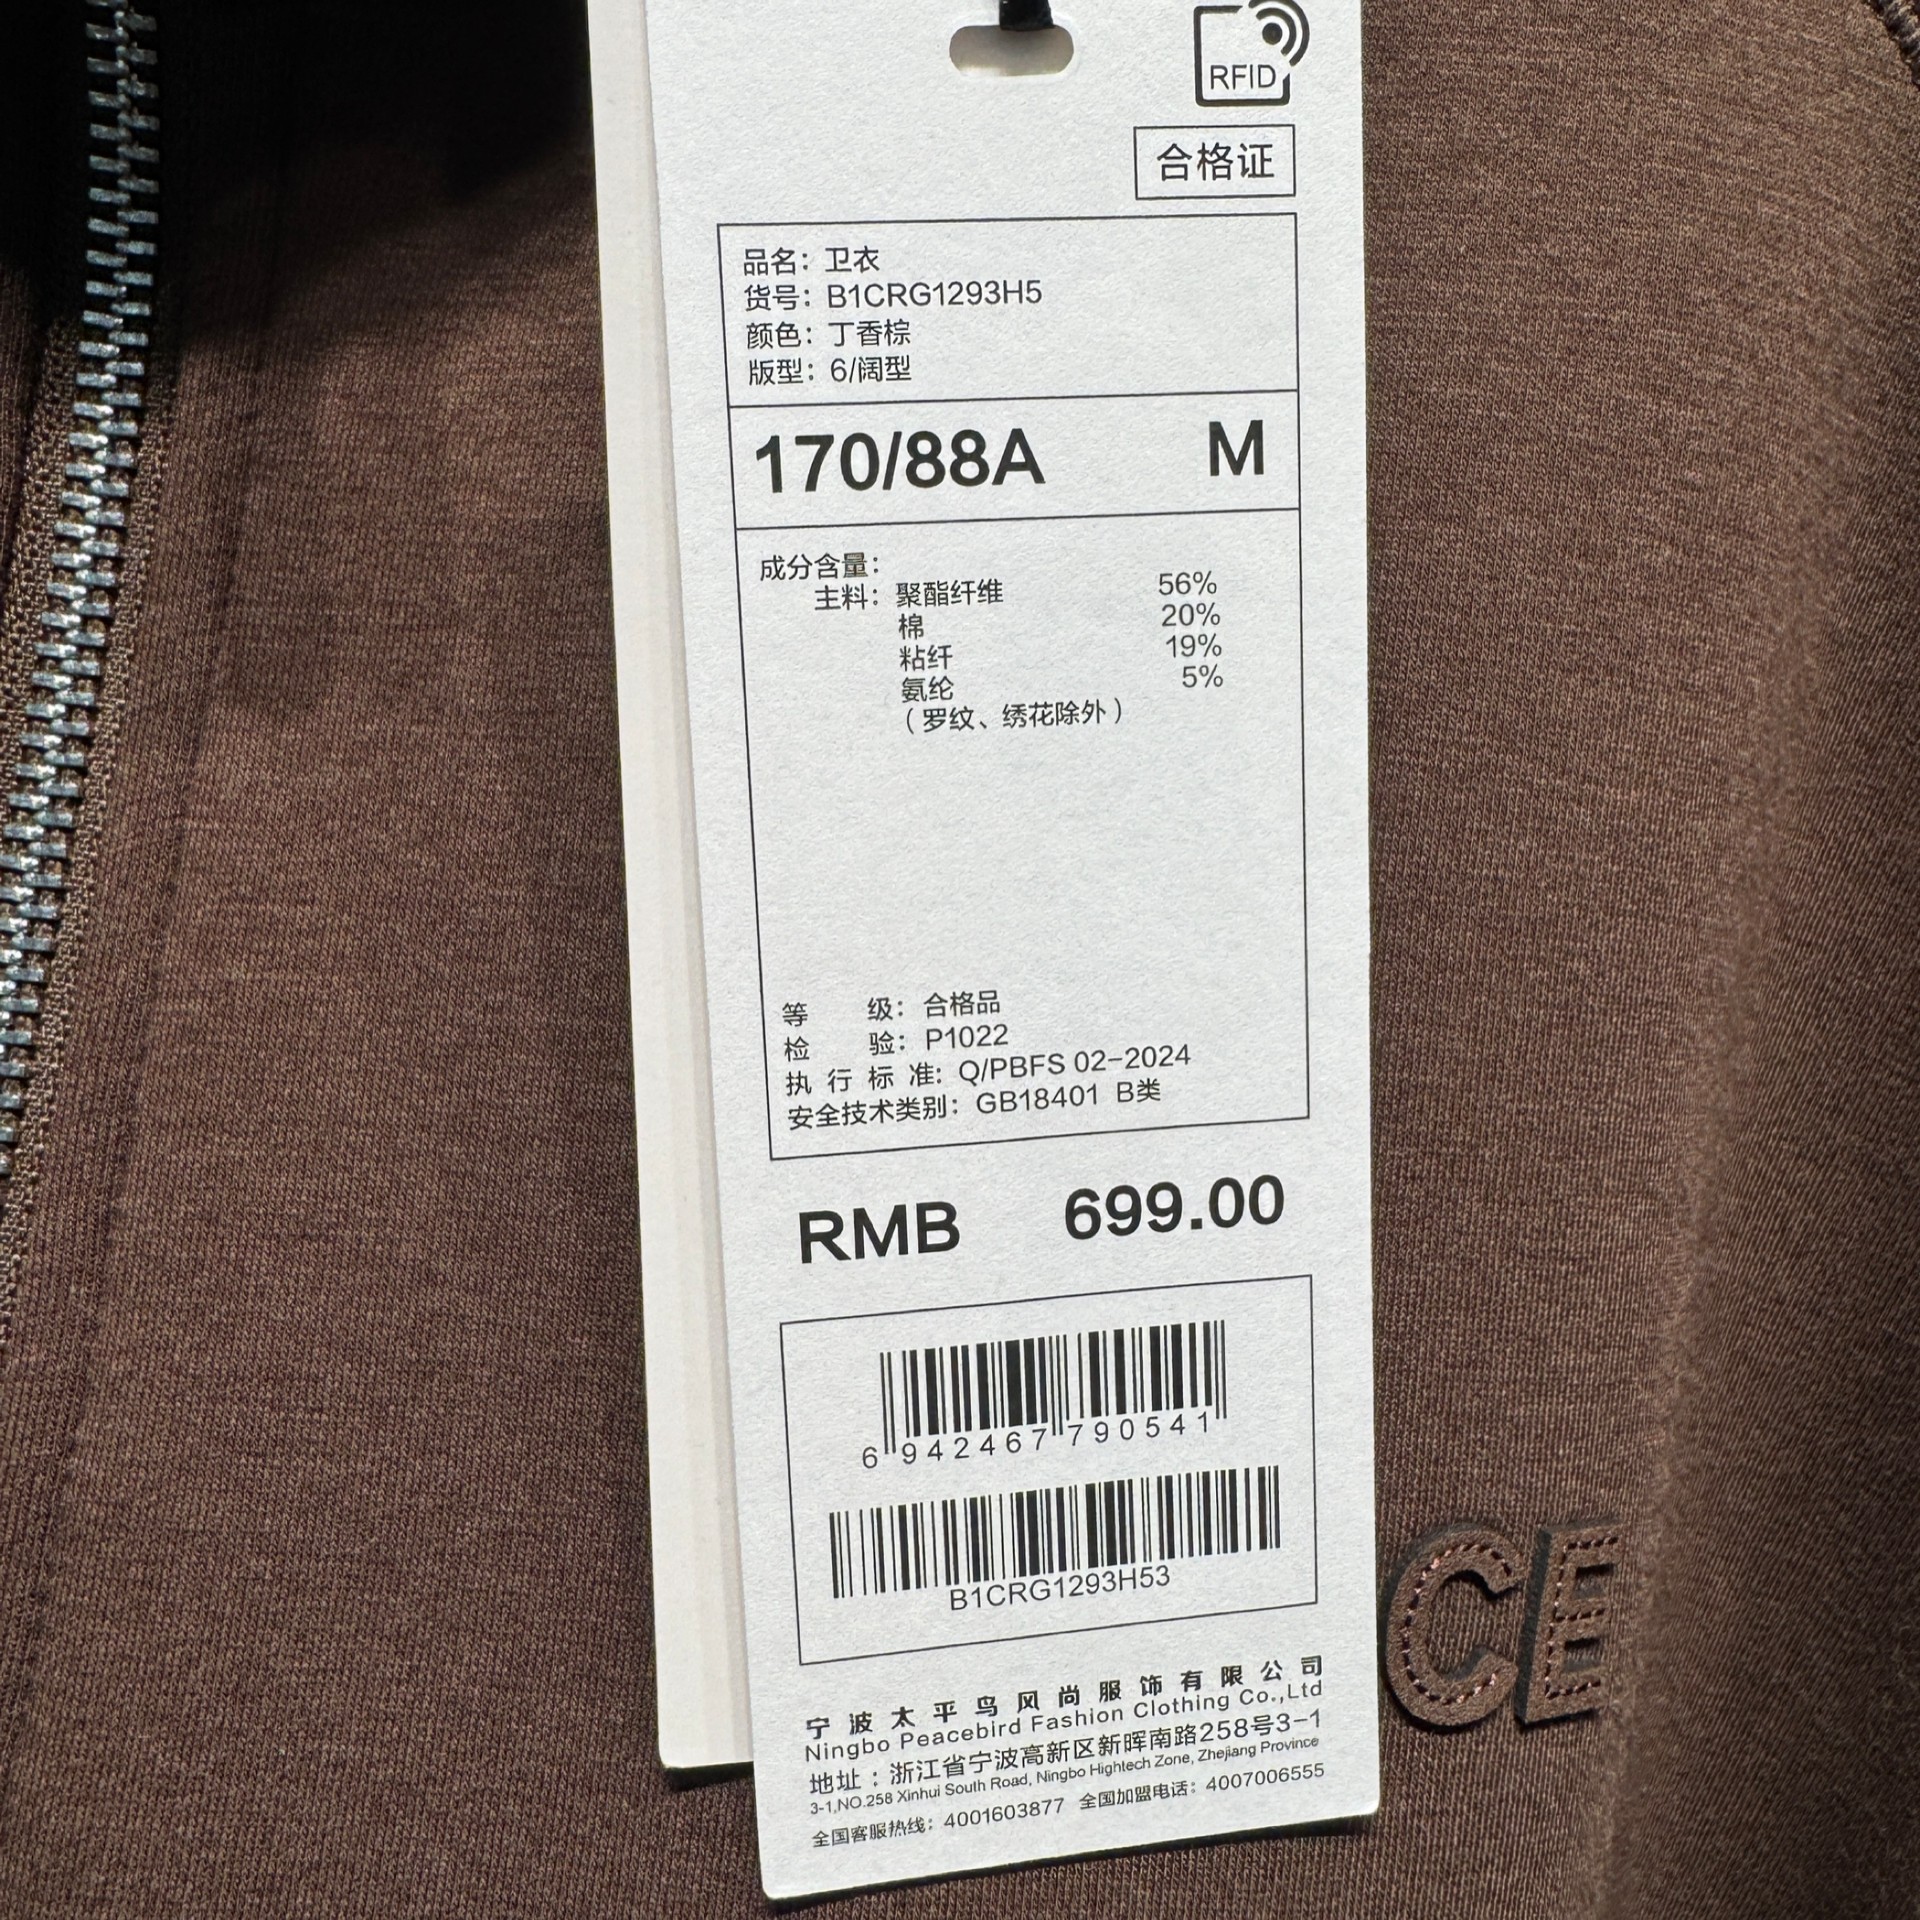 RFID
合格证
品名：卫衣
货号：B1CRG1293H5
颜色：丁香棕
版型：6/阔型
170/88A M
成分含量：
主料：聚酯纤维 56%
棉 20%
粘纤 19%
氨纶 5%
（罗纹、绣花除外）
等 级：合格品
检 验：P1022
执行标准：Q/PBFS 02-2024
安全技术类别：GB18401 B类
RMB 699.00
6 942467 790541
B1CRG1293H53
宁波太平鸟风尚服饰有限公司
Ningbo Peacebird Fashion Clothing Co.,Ltd
地址：浙江省宁波高新区新晖南路258号3-1
3-1,NO.258 Xinhui South Road, Ningbo Hightech Zone, Zhejiang Province
全国客服热线：4001603877 全国加盟电话：4007006555
CE